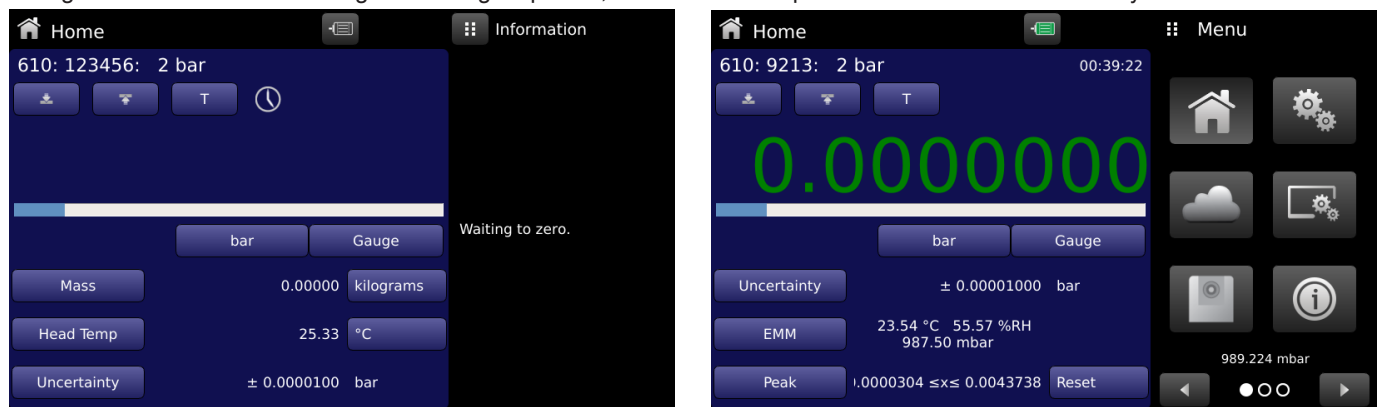 Home
Information
610: 123456: 2 bar
T
Waiting to zero.
bar Gauge
Mass 0.00000 kilograms
Head Temp 25.33 °C
Uncertainty ± 0.0000100 bar
Home
Menu
610: 9213: 2 bar 00:39:22
T
0.0000000
bar Gauge
Uncertainty ± 0.00001000 bar
EMM 23.54 °C 55.57 %RH
987.50 mbar
989.224 mbar
Peak .0000304 ≤x≤ 0.0043738 Reset